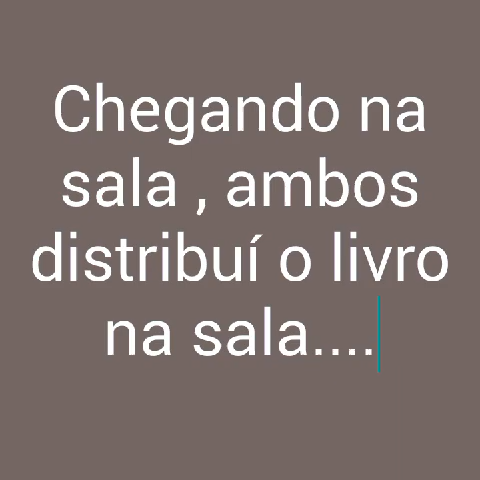 Chegando na
sala , ambos
distribuí o livro
na sala....